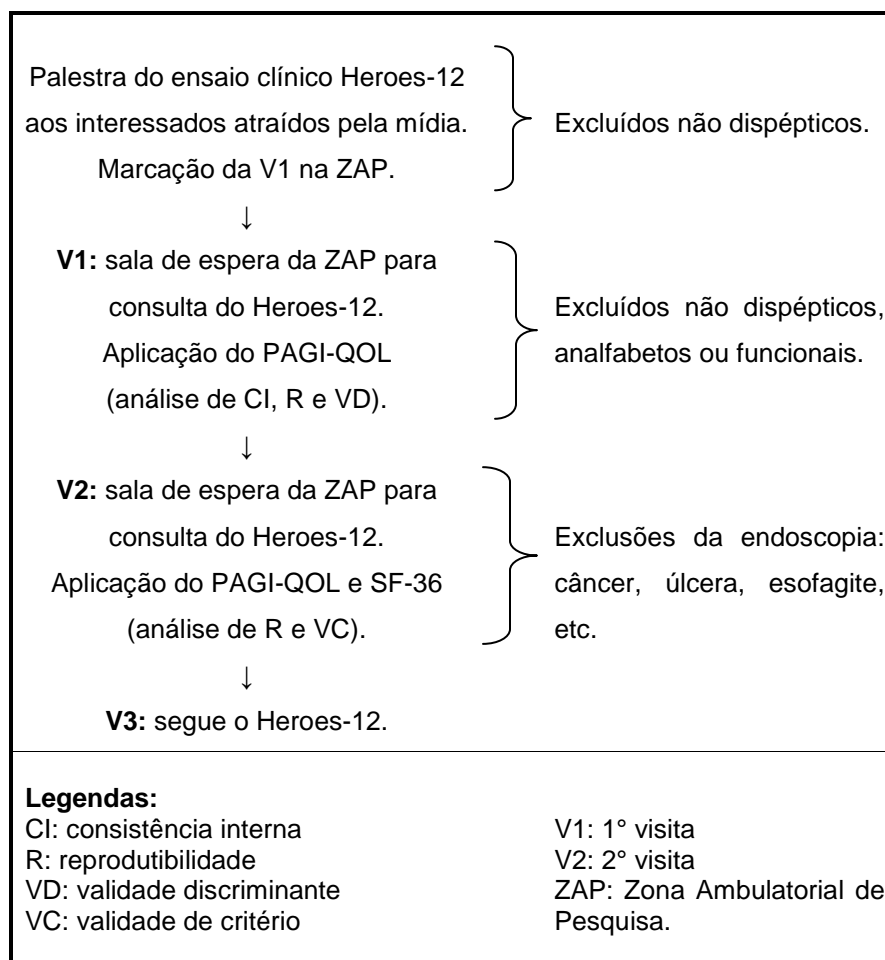 Palestra do ensaio clínico Heroes-12
aos interessados atraídos pela mídia.
Marcação da V1 na ZAP.
Excluídos não dispépticos.
↓
V1: sala de espera da ZAP para
consulta do Heroes-12.
Aplicação do PAGI-QOL
(análise de CI, R e VD).
Excluídos não dispépticos,
analfabetos ou funcionais.
↓
V2: sala de espera da ZAP para
consulta do Heroes-12.
Aplicação do PAGI-QOL e SF-36
(análise de R e VC).
Exclusões da endoscopia:
câncer, úlcera, esofagite,
etc.
↓
V3: segue o Heroes-12.
Legendas:
CI: consistência interna
R: reprodutibilidade
VD: validade discriminante
VC: validade de critério
V1: 1° visita
V2: 2° visita
ZAP: Zona Ambulatorial de
Pesquisa.